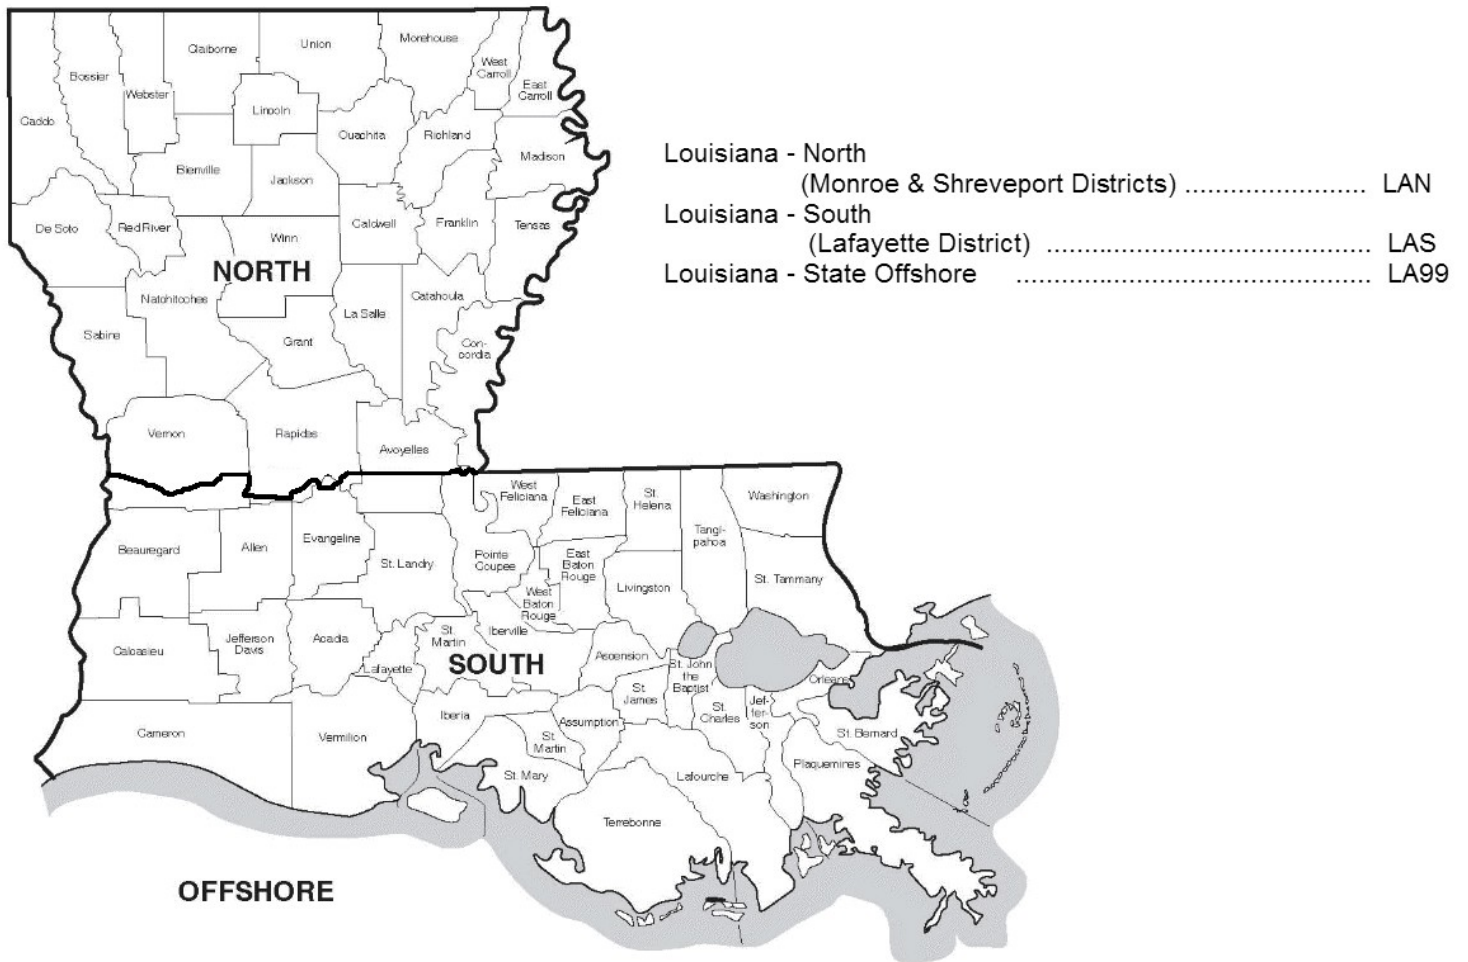 Claiborne
Union
Morehouse
West
Carroll
Bossier
Webster
East
Carroll
Lincoln
Caddo
Ouachita
Richland
Madison
Bienville
Jackson
De Soto
Red River
Caldwell
Franklin
Tensas
Winn
NORTH
Natchitoches
Catahoula
La Salle
Sabine
Grant
Con-
cordia
Vernon
Rapides
Avoyelles
Louisiana - North
(Monroe & Shreveport Districts) ........................ LAN
Louisiana - South
(Lafayette District) ........................................... LAS
Louisiana - State Offshore ............................................... LA99
West
Feliciana
East
Feliciana
St.
Helena
Washington
Tangi-
pahoa
Beauregard
Allen
Evangeline
St. Landry
Pointe
Coupee
East
Baton
Rouge
West
Baton
Rouge
Livingston
St. Tammany
Calcasieu
Jefferson
Davis
Acadia
Lafayette
St.
Martin
Iberville
SOUTH
Ascension
St. John
the
Baptist
Orleans
St.
James
St.
Charles
Jef-
fer-
son
Cameron
Vermilion
Iberia
Assumption
St.
Martin
St. Bernard
Plaquemines
St. Mary
Lafourche
Terrebonne
OFFSHORE